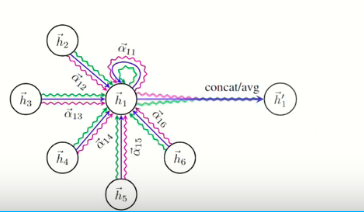 h⃗₂
α⃗₁₁
α⃗₁₂
concat/avg
h⃗₃
h⃗₁
h⃗′₁
α⃗₁₃
α⃗₁₆
α⃗₁₄
α⃗₁₅
h⃗₄
h⃗₆
h⃗₅